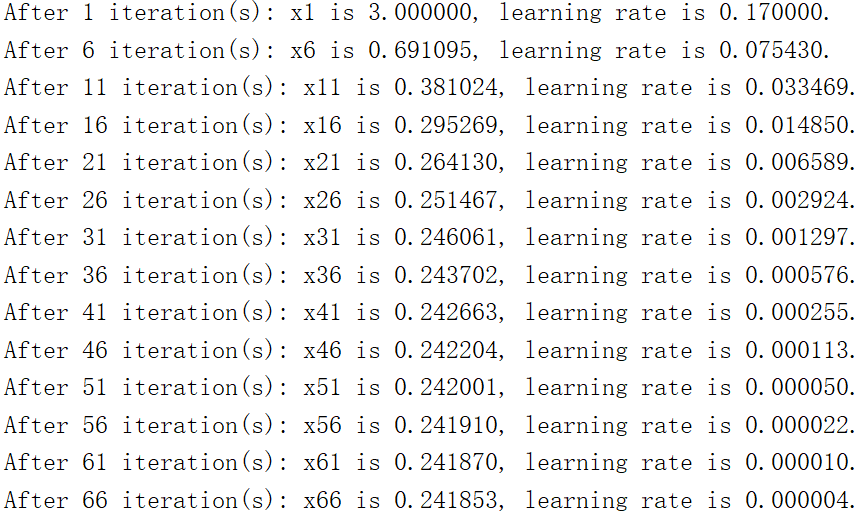 After 1 iteration(s): x1 is 3.000000, learning rate is 0.170000.
After 6 iteration(s): x6 is 0.691095, learning rate is 0.075430.
After 11 iteration(s): x11 is 0.381024, learning rate is 0.033469.
After 16 iteration(s): x16 is 0.295269, learning rate is 0.014850.
After 21 iteration(s): x21 is 0.264130, learning rate is 0.006589.
After 26 iteration(s): x26 is 0.251467, learning rate is 0.002924.
After 31 iteration(s): x31 is 0.246061, learning rate is 0.001297.
After 36 iteration(s): x36 is 0.243702, learning rate is 0.000576.
After 41 iteration(s): x41 is 0.242663, learning rate is 0.000255.
After 46 iteration(s): x46 is 0.242204, learning rate is 0.000113.
After 51 iteration(s): x51 is 0.242001, learning rate is 0.000050.
After 56 iteration(s): x56 is 0.241910, learning rate is 0.000022.
After 61 iteration(s): x61 is 0.241870, learning rate is 0.000010.
After 66 iteration(s): x66 is 0.241853, learning rate is 0.000004.